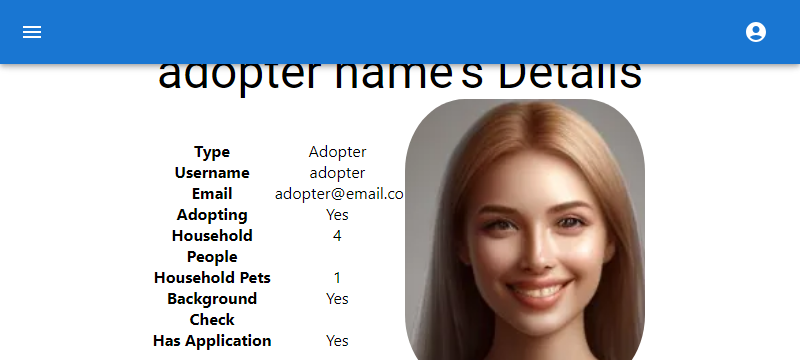 adopter name's Details
Type Adopter
Username adopter
Email adopter@email.co
Adopting Yes
Household 4
People
Household Pets 1
Background Yes
Check
Has Application Yes